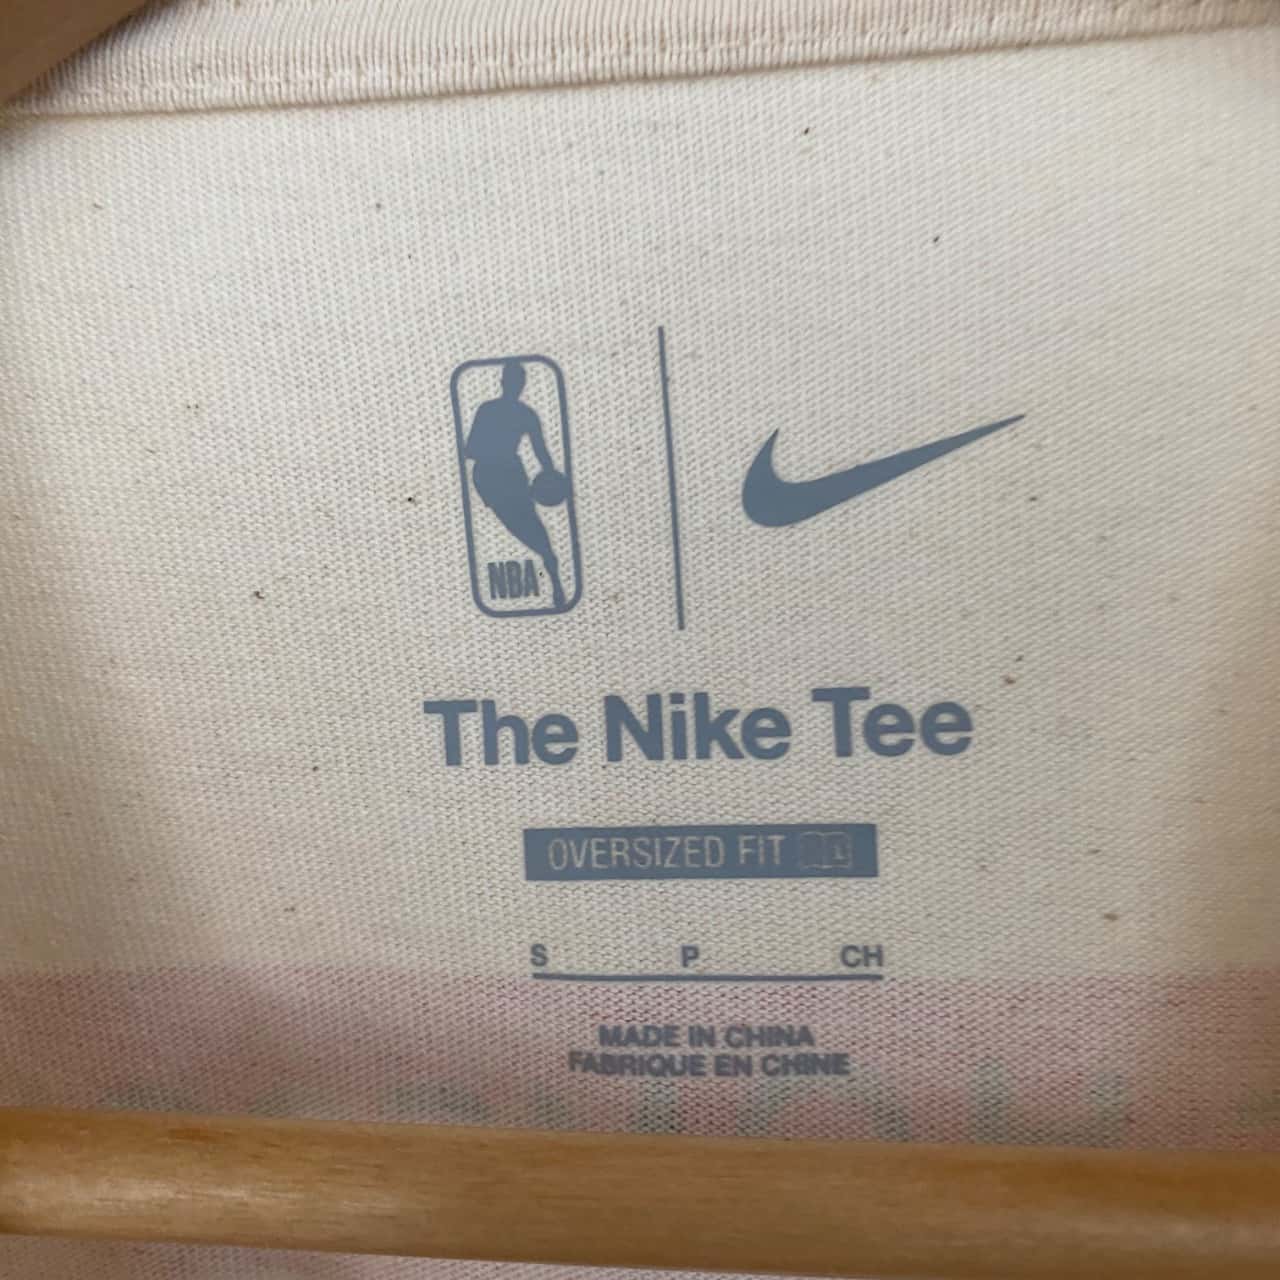 NBA
The Nike Tee
OVERSIZED FIT
S P CH
MADE IN CHINA
FABRIQUE EN CHINE